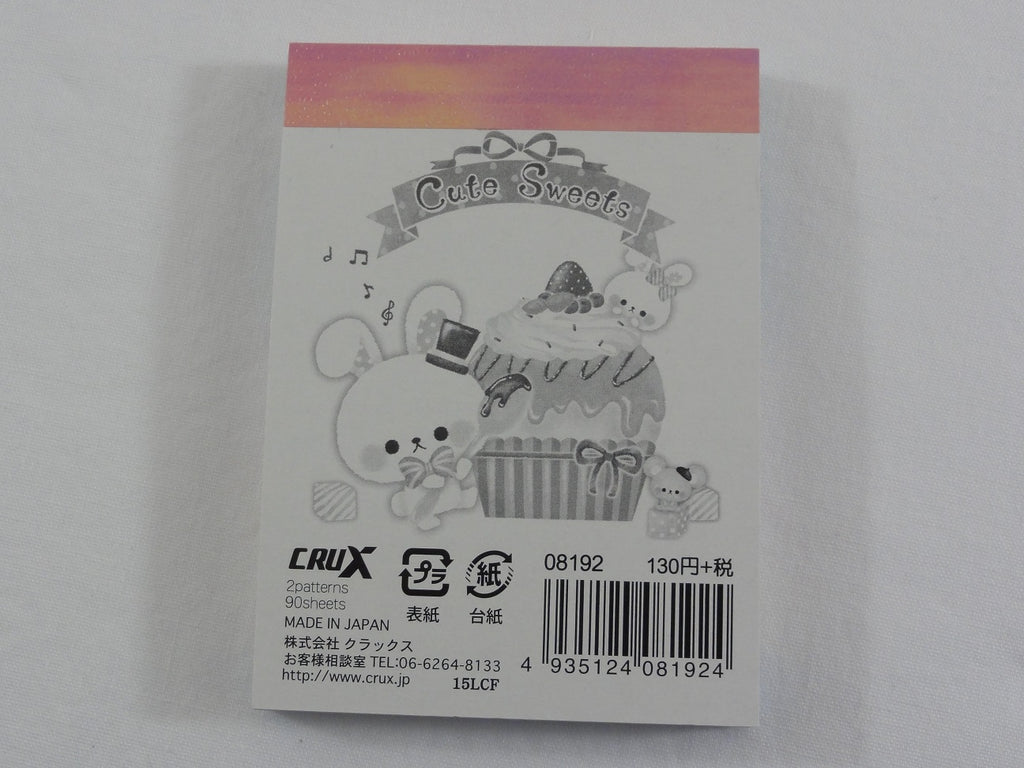 Cute Sweets
CRUX
2patterns
90sheets
MADE IN JAPAN
株式会社 クラックス
お客様相談室 TEL:06-6264-8133
http://www.crux.jp
15LCF
プラ
表紙
紙
台紙
08192 130円+税
4 935124 081924